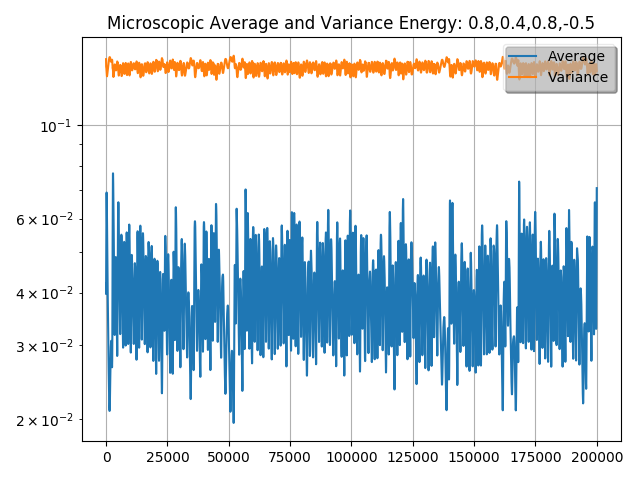 Microscopic Average and Variance Energy: 0.8,0.4,0.8,-0.5
Average
Variance
10⁻¹
6 × 10⁻²
4 × 10⁻²
3 × 10⁻²
2 × 10⁻²
0 25000 50000 75000 100000 125000 150000 175000 200000